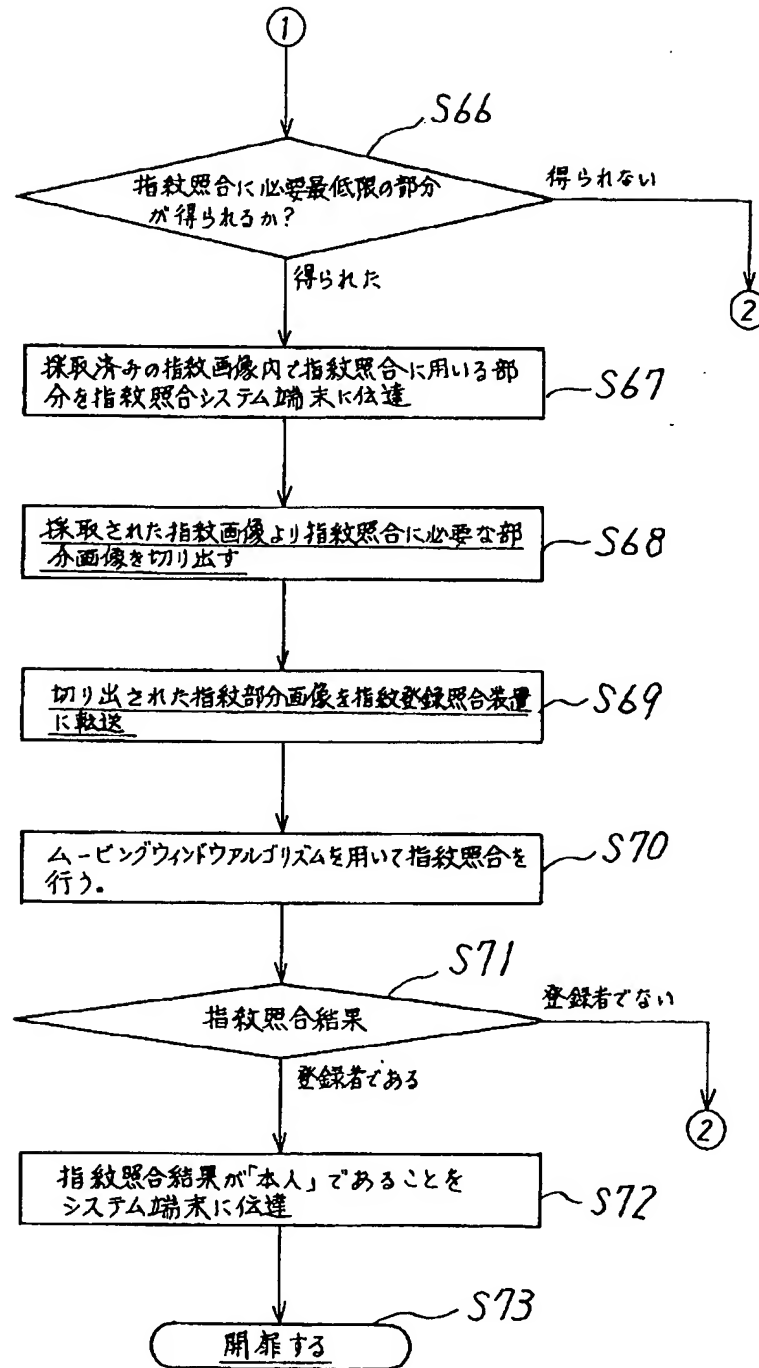 ①
S66
指紋照合に必要最低限の部分
が得られるか？
得られない
②
得られた
採取済みの指紋画像内で指紋照合に用いる部
分を指紋照合システム端末に伝達
S67
採取された指紋画像より指紋照合に必要な部
分画像を切り出す
S68
切り出された指紋部分画像を指紋登録照合装置
に転送
S69
ムービングウィンドウアルゴリズムを用いて指紋照合を
行う。
S70
S71
指紋照合結果
登録者でない
②
登録者である
指紋照合結果が「本人」であることを
システム端末に伝達
S72
S73
開扉する